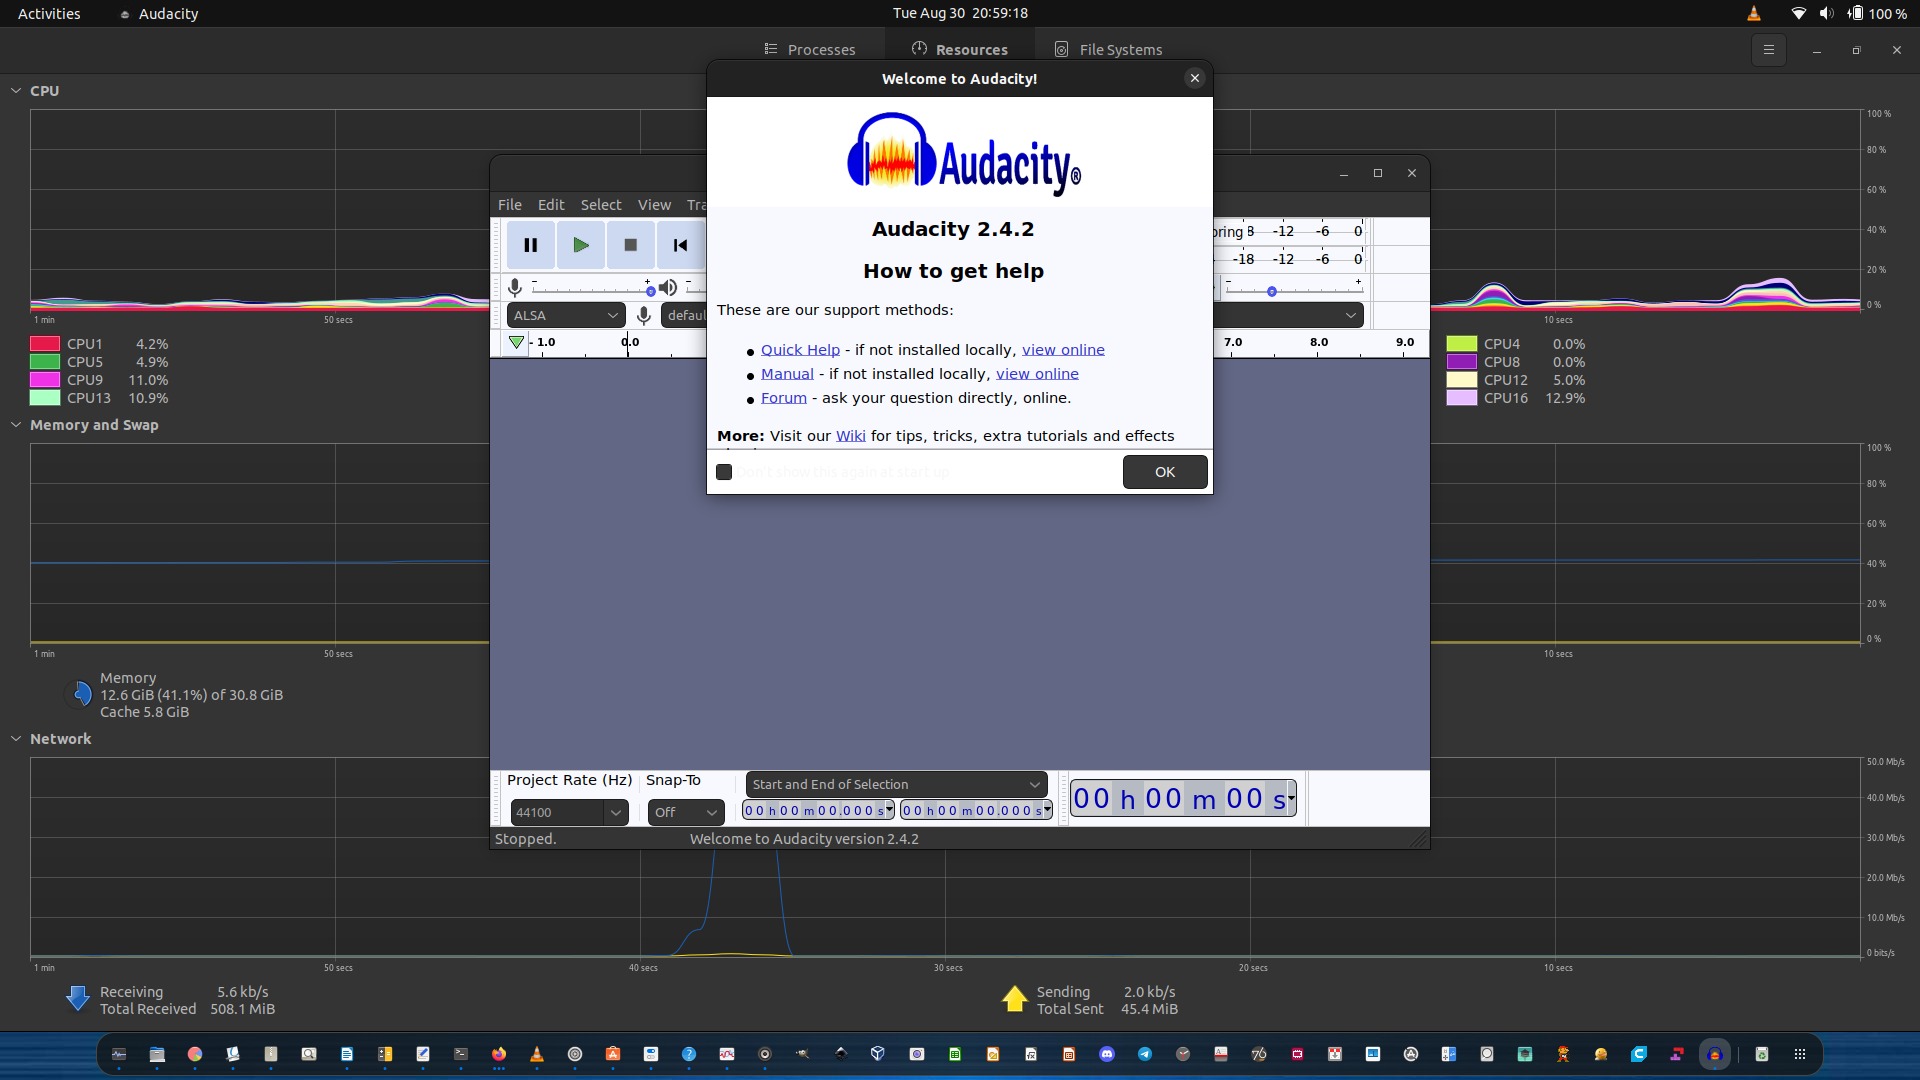 Activities
Audacity
Tue Aug 30 20:59:18
100 %
Processes
Resources
File Systems
Welcome to Audacity!
Audacity®
Audacity 2.4.2
How to get help
These are our support methods:
Quick Help - if not installed locally, view online
Manual - if not installed locally, view online
Forum - ask your question directly, online.
More: Visit our Wiki for tips, tricks, extra tutorials and effects
Don't show this again at start up
OK
File Edit Select View Tra
oring 8 -12 -6 0
-18 -12 -6 0
- + -
- +
ALSA
defaul
- 1.0 0.0
7.0 8.0 9.0
Project Rate (Hz) Snap-To
Start and End of Selection
44100
Off
00 h 00 m 00.000 s
00 h 00 m 00.000 s
00 h 00 m 00 s
Stopped.
Welcome to Audacity version 2.4.2
CPU
100 %
80 %
60 %
40 %
20 %
0 %
1 min
50 secs
10 secs
CPU1 4.2%
CPU5 4.9%
CPU9 11.0%
CPU13 10.9%
CPU4 0.0%
CPU8 0.0%
CPU12 5.0%
CPU16 12.9%
Memory and Swap
100 %
80 %
60 %
40 %
20 %
0 %
1 min
50 secs
10 secs
Memory
12.6 GiB (41.1%) of 30.8 GiB
Cache 5.8 GiB
Network
50.0 Mb/s
40.0 Mb/s
30.0 Mb/s
20.0 Mb/s
10.0 Mb/s
0 bits/s
1 min
50 secs
40 secs
30 secs
20 secs
10 secs
Receiving 5.6 kb/s
Total Received 508.1 MiB
Sending 2.0 kb/s
Total Sent 45.4 MiB